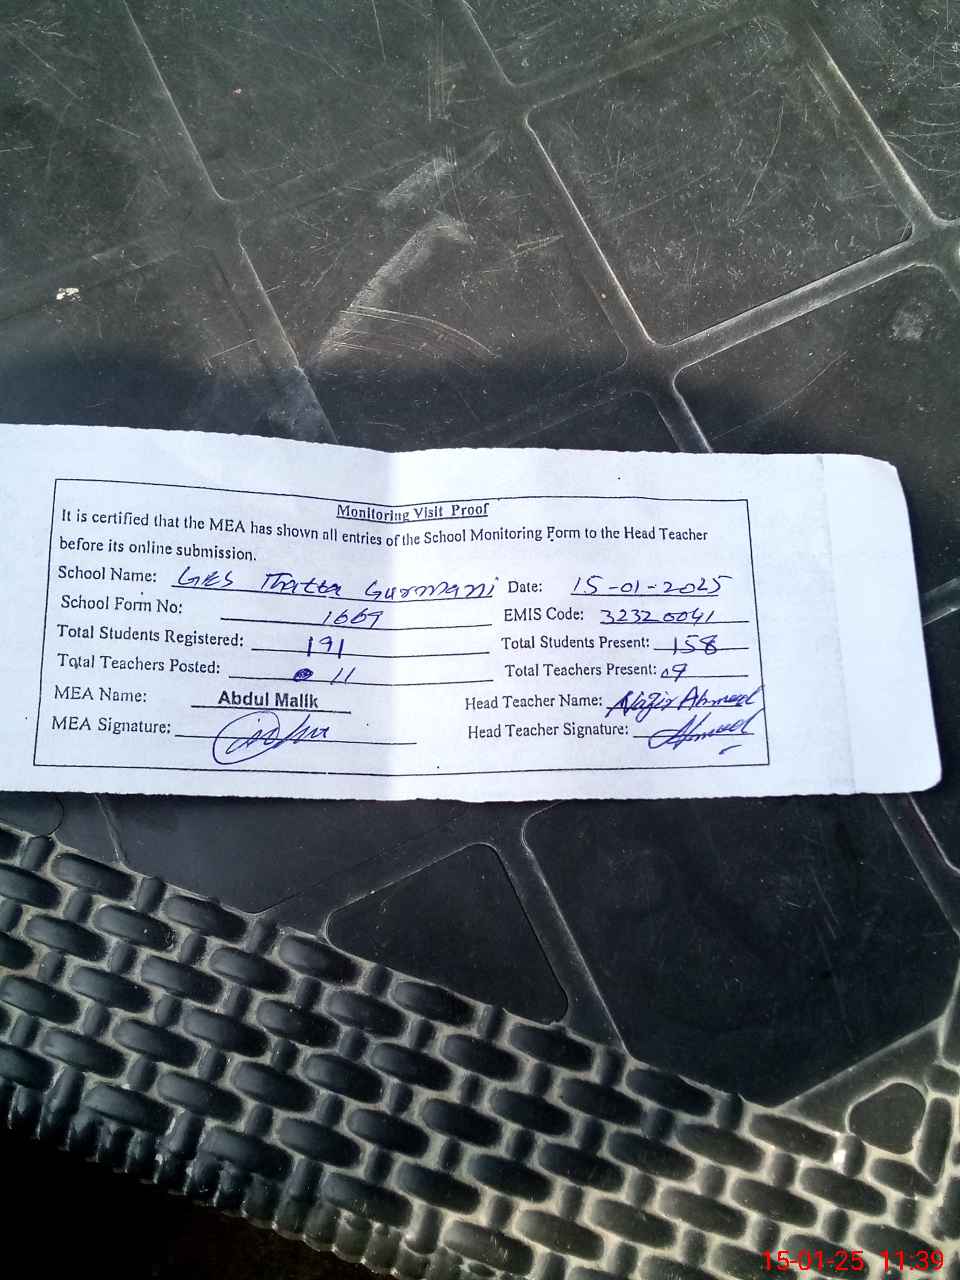 Monitoring Visit Proof
It is certified that the MEA has shown all entries of the School Monitoring Form to the Head Teacher
before its online submission.
School Name: GES Thatta Gurmani Date: 15-01-2025
School Form No: 1669 EMIS Code: 32320041
Total Students Registered: 191 Total Students Present: 158
Total Teachers Posted: 11 Total Teachers Present: 09
MEA Name: Abdul Malik Head Teacher Name: Nazir Ahmed
MEA Signature: Head Teacher Signature: Ahmed
15-01-25 11:39